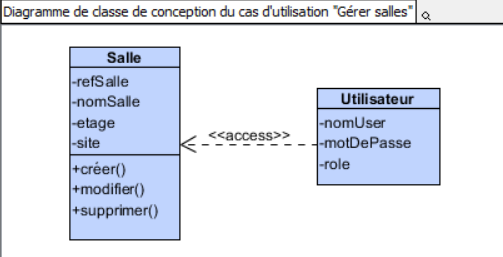 Diagramme de classe de conception du cas d'utilisation "Gérer salles"
Salle
-refSalle
-nomSalle
-etage
-site
+créer()
+modifier()
+supprimer()
<<access>>
Utilisateur
-nomUser
-motDePasse
-role